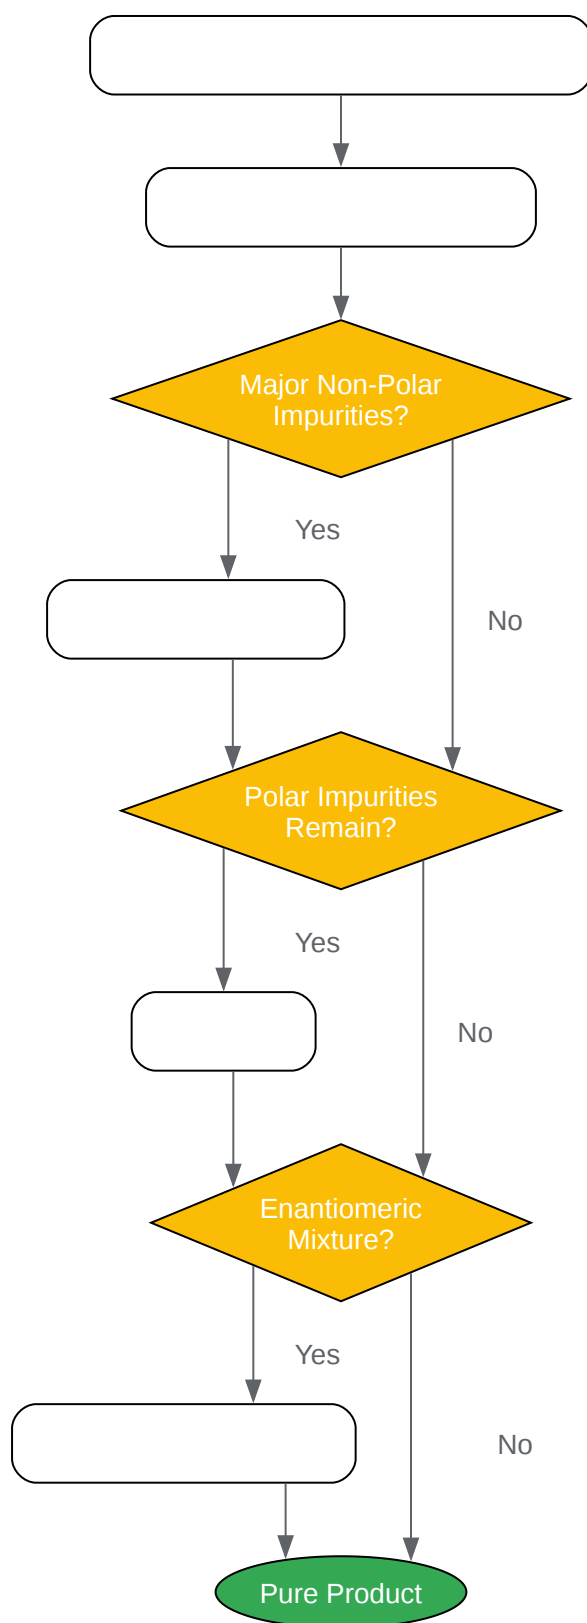 Major Non-Polar
Impurities?
Yes
No
Polar Impurities
Remain?
Yes
No
Enantiomeric
Mixture?
Yes
No
Pure Product